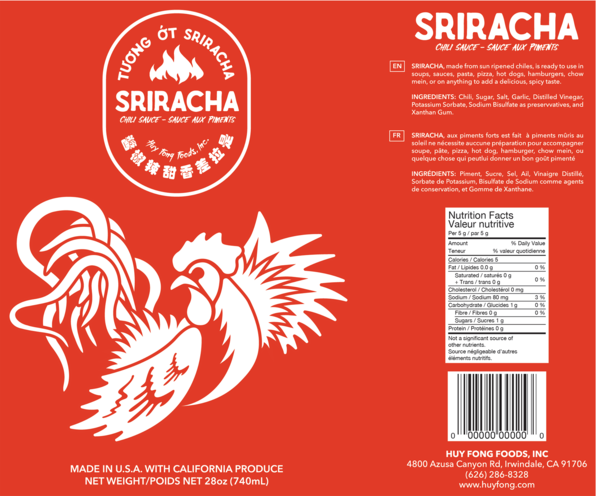 TƯƠNG ỚT SRIRACHA
SRIRACHA
CHILI SAUCE - SAUCE AUX PIMENTS
Huy Fong Foods, Inc.
醬椒辣甜香差拉是
MADE IN U.S.A. WITH CALIFORNIA PRODUCE
NET WEIGHT/POIDS NET 28oz (740mL)
SRIRACHA
CHILI SAUCE - SAUCE AUX PIMENTS
EN
SRIRACHA, made from sun ripened chiles, is ready to use in
soups, sauces, pasta, pizza, hot dogs, hamburgers, chow
mein, or on anything to add a delicious, spicy taste.
INGREDIENTS: Chili, Sugar, Salt, Garlic, Distilled Vinegar,
Potassium Sorbate, Sodium Bisulfate as preservvatives, and
Xanthan Gum.
FR
SRIRACHA, aux piments forts est fait à piments mûris au
soleil ne nécessite auccune préparation pour accompagner
soupe, pâte, pizza, hot dog, hamburger, chow mein, ou
quelque chose qui peutlui donner un bon goût pimenté
INGRÉDIENTS: Piment, Sucre, Sel, Ail, Vinaigre Distillé,
Sorbate de Potassium, Bisulfate de Sodium comme agents
de conservation, et Gomme de Xanthane.
Nutrition Facts
Valeur nutritive
Per 5 g / par 5 g
Amount % Daily Value
Teneur % valeur quotidienne
Calories / Calories 5
Fat / Lipides 0.0 g 0 %
Saturated / saturés 0 g
+ Trans / trans 0 g 0 %
Cholesterol / Cholestérol 0 mg
Sodium / Sodium 80 mg 3 %
Carbohydrate / Glucides 1 g 0 %
Fibre / Fibres 0 g 0 %
Sugars / Sucres 1 g
Protein / Protéines 0 g
Not a significant source of
other nutrients.
Source négligeable d'autres
éléments nutritifs.
0 00000 00000 0
HUY FONG FOODS, INC
4800 Azusa Canyon Rd, Irwindale, CA 91706
(626) 286-8328
www.huyfong.com